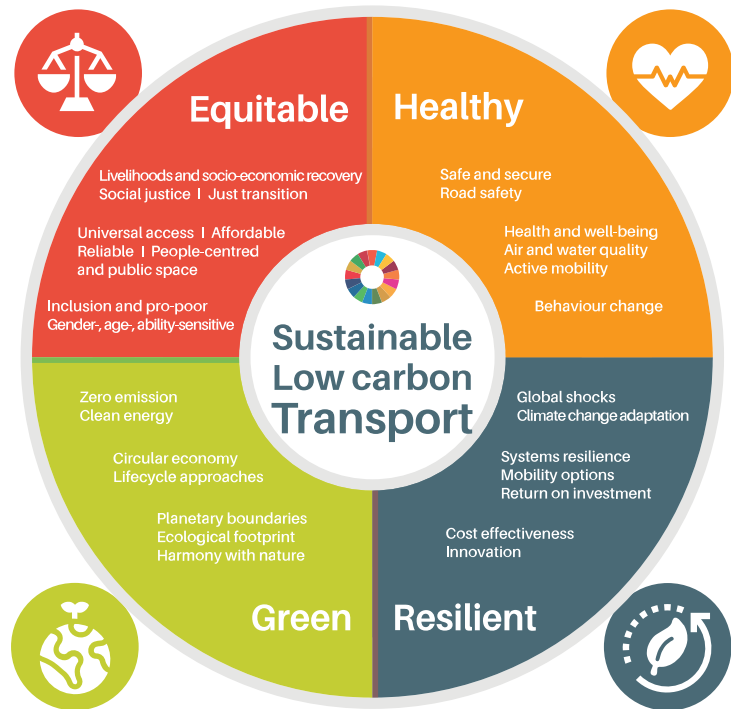 Equitable
Livelihoods and socio-economic recovery
Social justice I Just transition
Universal access I Affordable
Reliable I People-centred
and public space
Inclusion and pro-poor
Gender-, age-, ability-sensitive
Healthy
Safe and secure
Road safety
Health and well-being
Air and water quality
Active mobility
Behaviour change
Sustainable
Low carbon
Transport
Zero emission
Clean energy
Circular economy
Lifecycle approaches
Planetary boundaries
Ecological footprint
Harmony with nature
Green
Global shocks
Climate change adaptation
Systems resilience
Mobility options
Return on investment
Cost effectiveness
Innovation
Resilient